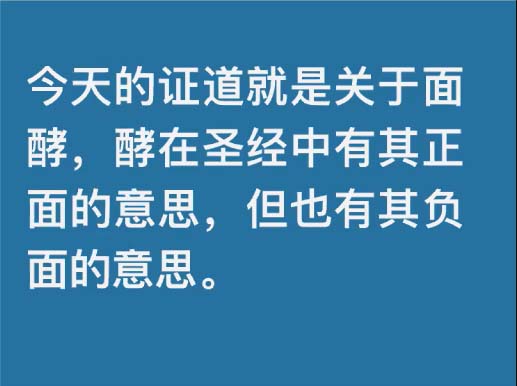 今天的证道就是关于面
酵，酵在圣经中有其正
面的意思，但也有其负
面的意思。